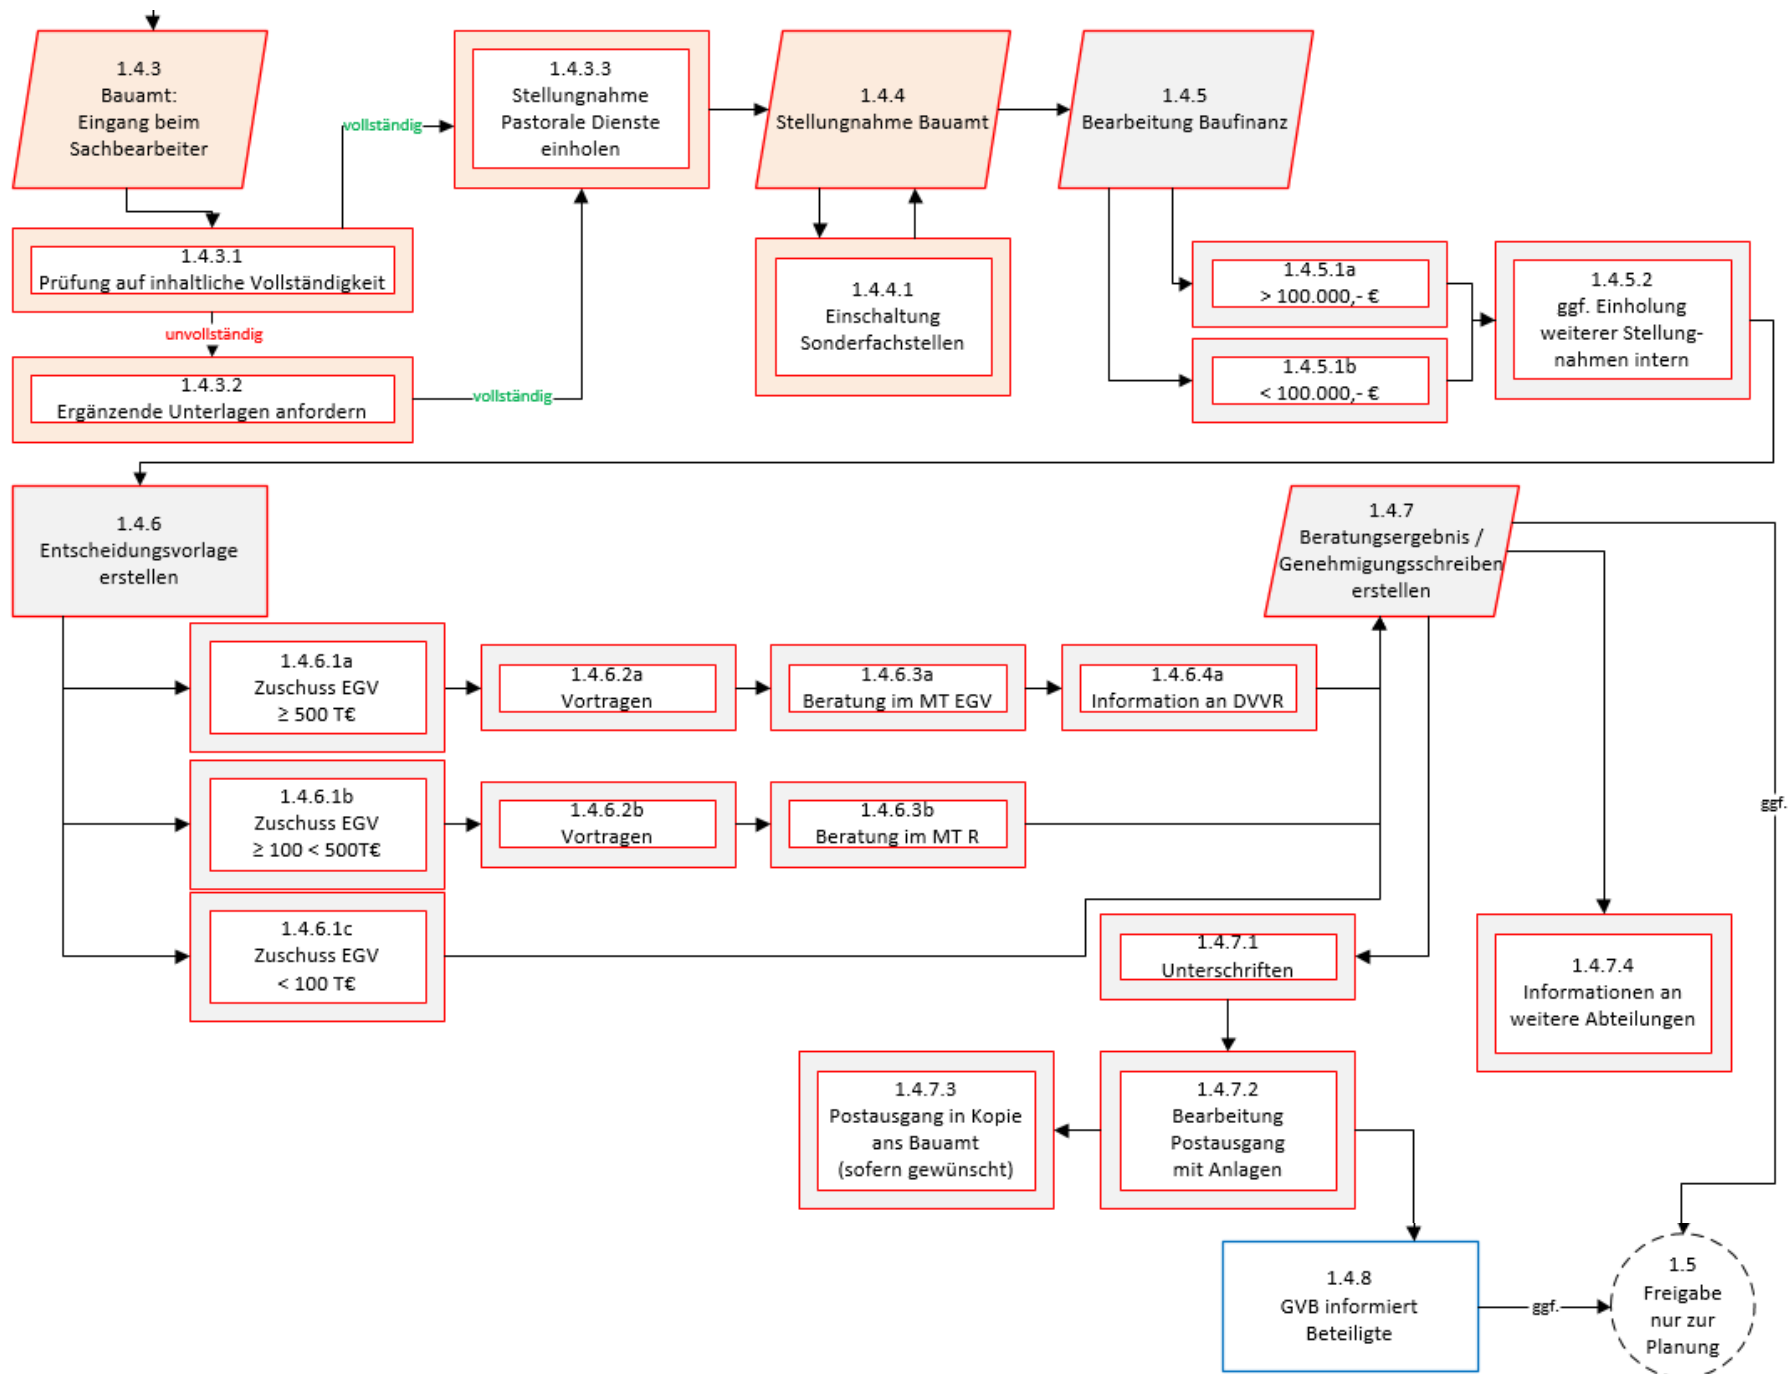 1.4.3
Bauamt:
Eingang beim
Sachbearbeiter
vollständig
1.4.3.3
Stellungnahme
Pastorale Dienste
einholen
1.4.4
Stellungnahme Bauamt
1.4.5
Bearbeitung Baufinanz
1.4.3.1
Prüfung auf inhaltliche Vollständigkeit
unvollständig
1.4.3.2
Ergänzende Unterlagen anfordern
vollständig
1.4.4.1
Einschaltung
Sonderfachstellen
1.4.5.1a
> 100.000,- €
1.4.5.1b
< 100.000,- €
1.4.5.2
ggf. Einholung
weiterer Stellung-
nahmen intern
1.4.6
Entscheidungsvorlage
erstellen
1.4.7
Beratungsergebnis /
Genehmigungsschreiben
erstellen
1.4.6.1a
Zuschuss EGV
≥ 500 T€
1.4.6.2a
Vortragen
1.4.6.3a
Beratung im MT EGV
1.4.6.4a
Information an DVVR
1.4.6.1b
Zuschuss EGV
≥ 100 < 500T€
1.4.6.2b
Vortragen
1.4.6.3b
Beratung im MT R
ggf.
1.4.6.1c
Zuschuss EGV
< 100 T€
1.4.7.1
Unterschriften
1.4.7.4
Informationen an
weitere Abteilungen
1.4.7.3
Postausgang in Kopie
ans Bauamt
(sofern gewünscht)
1.4.7.2
Bearbeitung
Postausgang
mit Anlagen
1.4.8
GVB informiert
Beteiligte
ggf.
1.5
Freigabe
nur zur
Planung